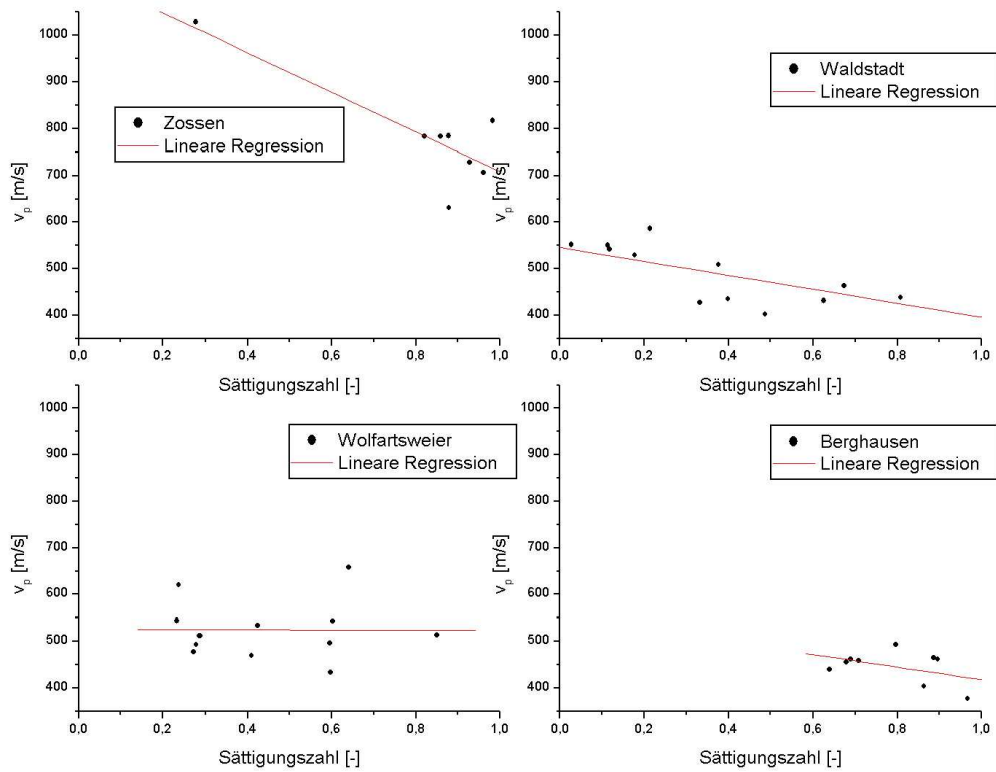 1000
900
800
700
600
500
400
v_p [m/s]
Zossen
Lineare Regression
0,0 0,2 0,4 0,6 0,8 1,0
Sättigungszahl [-]
1000
900
800
700
600
500
400
v_p [m/s]
Waldstadt
Lineare Regression
0,0 0,2 0,4 0,6 0,8 1,0
Sättigungszahl [-]
1000
900
800
700
600
500
400
v_p [m/s]
Wolfartsweier
Lineare Regression
0,0 0,2 0,4 0,6 0,8 1,0
Sättigungszahl [-]
1000
900
800
700
600
500
400
v_p [m/s]
Berghausen
Lineare Regression
0,0 0,2 0,4 0,6 0,8 1,0
Sättigungszahl [-]